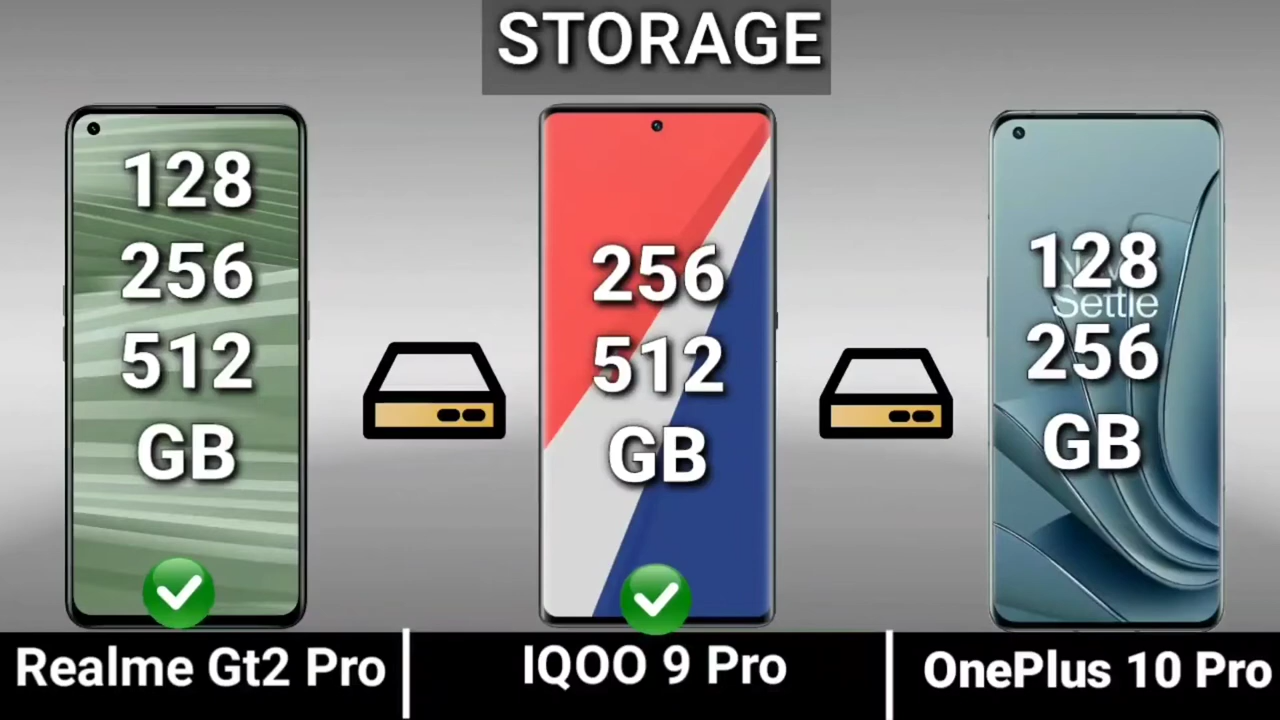 STORAGE
128
256
512
GB
256
512
GB
128
Settle
256
GB
Realme Gt2 Pro
IQOO 9 Pro
OnePlus 10 Pro